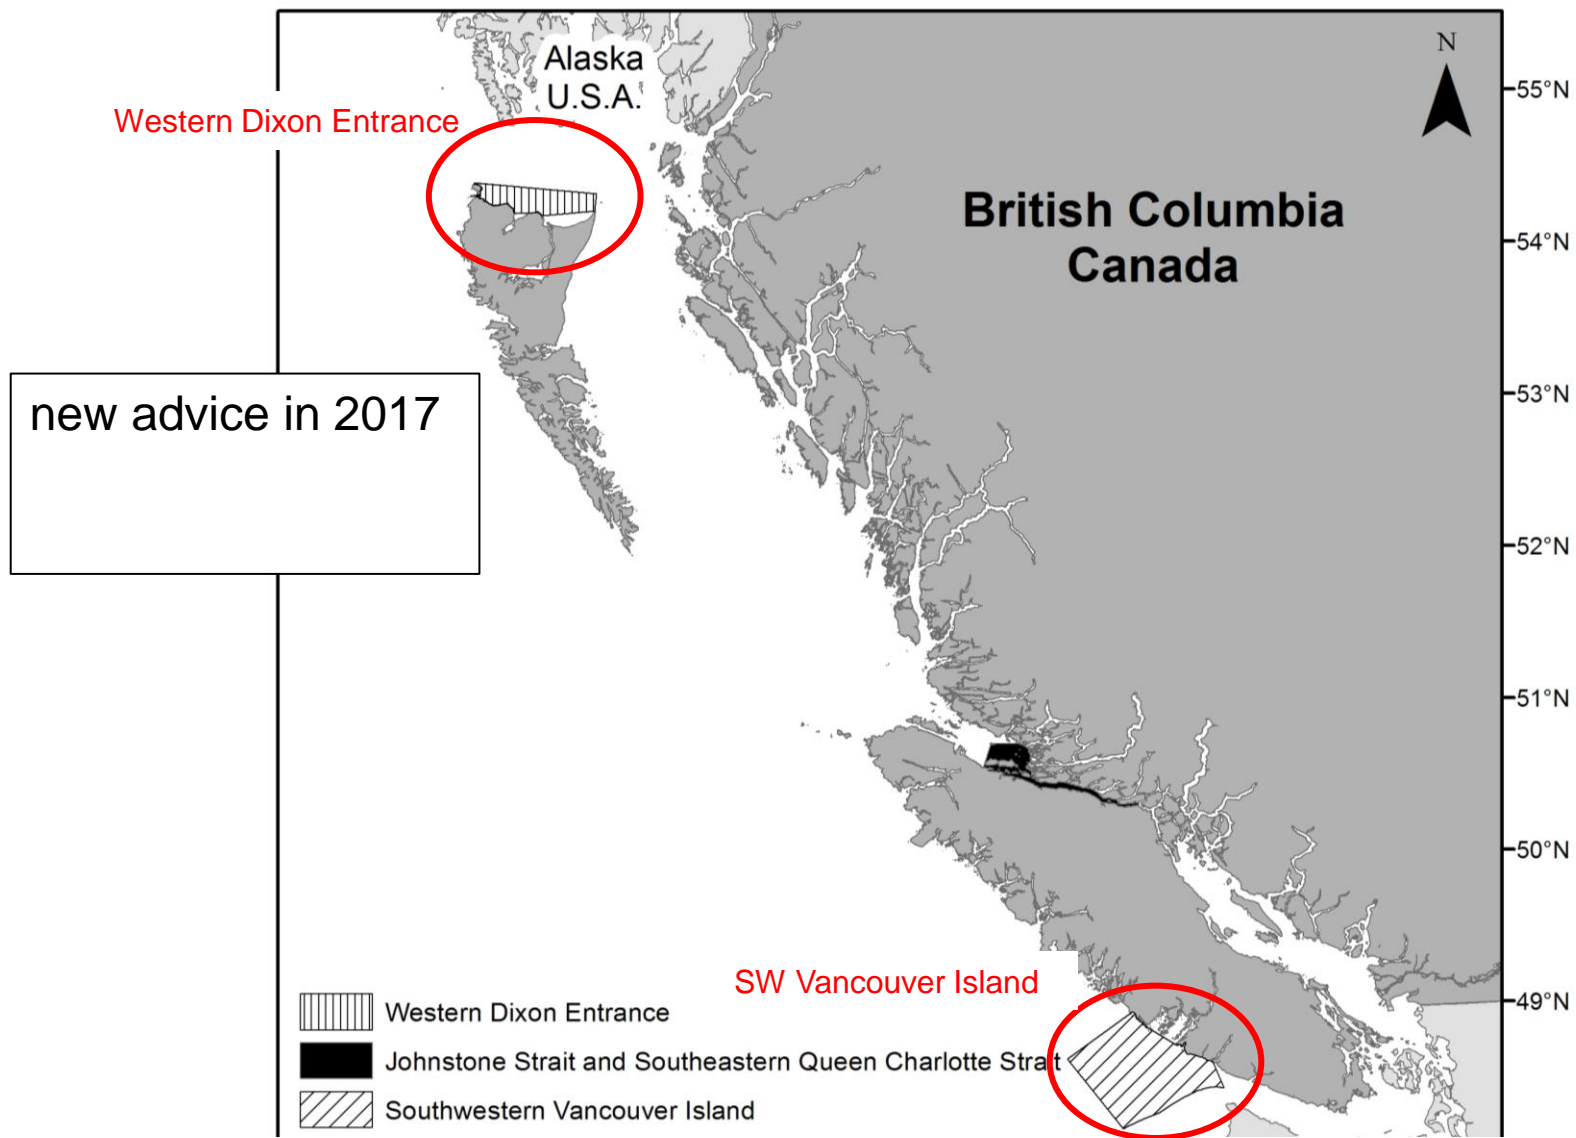 Alaska
U.S.A.
N
55°N
Western Dixon Entrance
British Columbia
Canada
54°N
53°N
new advice in 2017
52°N
51°N
50°N
SW Vancouver Island
49°N
Western Dixon Entrance
Johnstone Strait and Southeastern Queen Charlotte Strait
Southwestern Vancouver Island